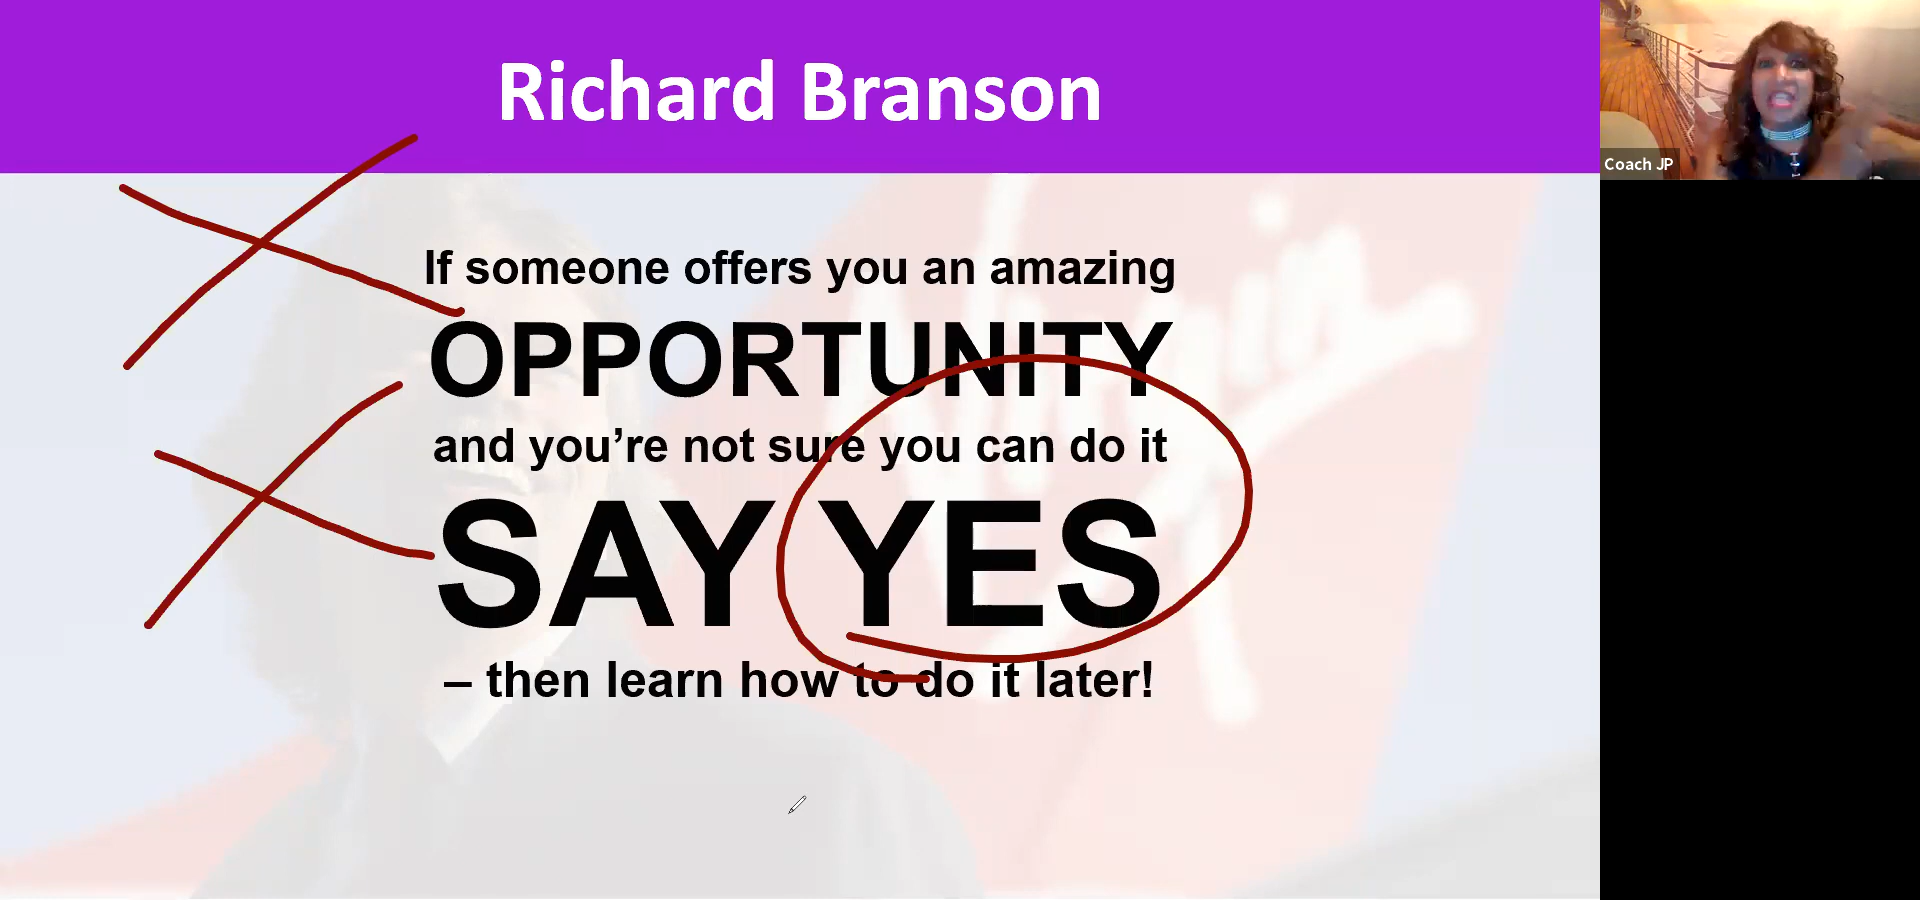 Richard Branson
Coach JP
If someone offers you an amazing
OPPORTUNITY
and you’re not sure you can do it
SAY YES
– then learn how to do it later!
Virgin